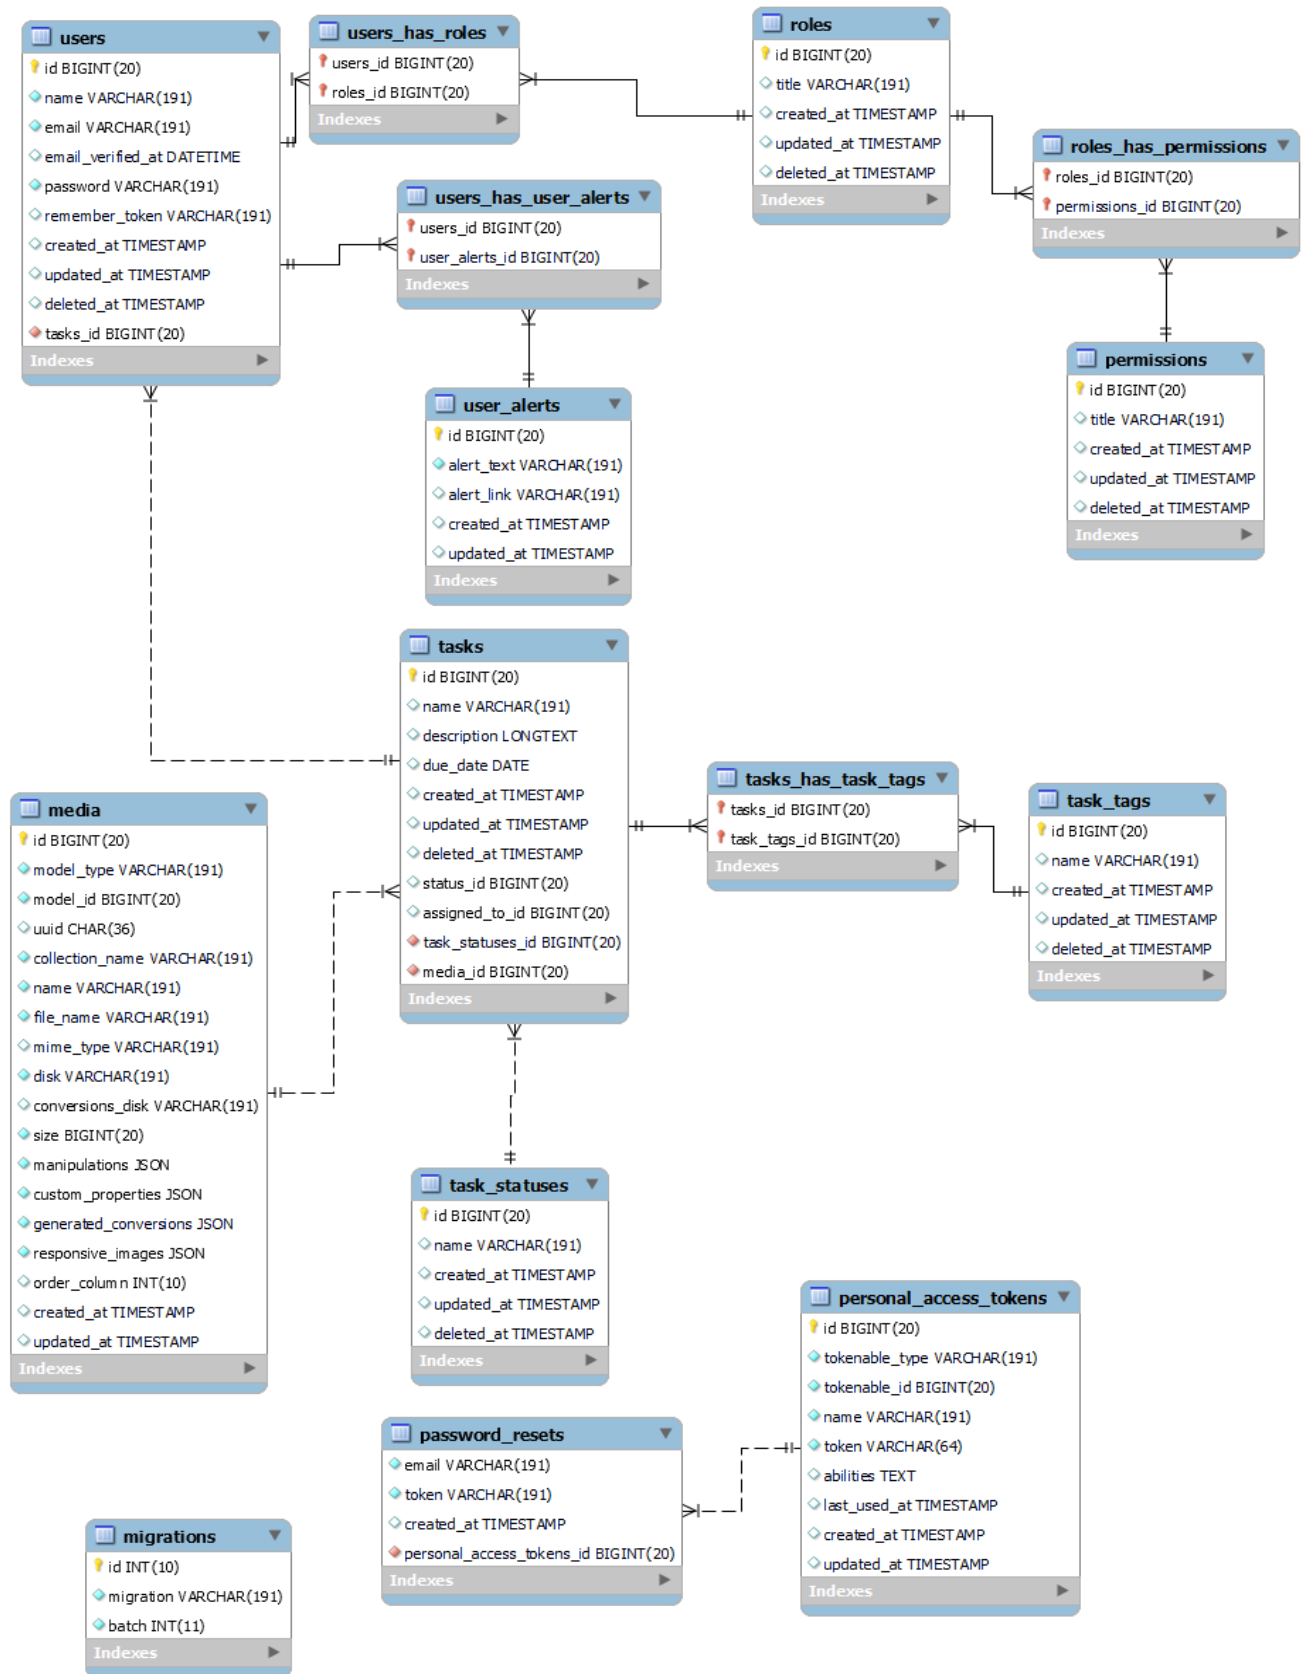 users
id BIGINT(20)
name VARCHAR(191)
email VARCHAR(191)
email_verified_at DATETIME
password VARCHAR(191)
remember_token VARCHAR(191)
created_at TIMESTAMP
updated_at TIMESTAMP
deleted_at TIMESTAMP
tasks_id BIGINT(20)
Indexes
users_has_roles
users_id BIGINT(20)
roles_id BIGINT(20)
Indexes
roles
id BIGINT(20)
title VARCHAR(191)
created_at TIMESTAMP
updated_at TIMESTAMP
deleted_at TIMESTAMP
Indexes
roles_has_permissions
roles_id BIGINT(20)
permissions_id BIGINT(20)
Indexes
users_has_user_alerts
users_id BIGINT(20)
user_alerts_id BIGINT(20)
Indexes
permissions
id BIGINT(20)
title VARCHAR(191)
created_at TIMESTAMP
updated_at TIMESTAMP
deleted_at TIMESTAMP
Indexes
user_alerts
id BIGINT(20)
alert_text VARCHAR(191)
alert_link VARCHAR(191)
created_at TIMESTAMP
updated_at TIMESTAMP
Indexes
tasks
id BIGINT(20)
name VARCHAR(191)
description LONGTEXT
due_date DATE
created_at TIMESTAMP
updated_at TIMESTAMP
deleted_at TIMESTAMP
status_id BIGINT(20)
assigned_to_id BIGINT(20)
task_statuses_id BIGINT(20)
media_id BIGINT(20)
Indexes
tasks_has_task_tags
tasks_id BIGINT(20)
task_tags_id BIGINT(20)
Indexes
task_tags
id BIGINT(20)
name VARCHAR(191)
created_at TIMESTAMP
updated_at TIMESTAMP
deleted_at TIMESTAMP
Indexes
media
id BIGINT(20)
model_type VARCHAR(191)
model_id BIGINT(20)
uuid CHAR(36)
collection_name VARCHAR(191)
name VARCHAR(191)
file_name VARCHAR(191)
mime_type VARCHAR(191)
disk VARCHAR(191)
conversions_disk VARCHAR(191)
size BIGINT(20)
manipulations JSON
custom_properties JSON
generated_conversions JSON
responsive_images JSON
order_column INT(10)
created_at TIMESTAMP
updated_at TIMESTAMP
Indexes
task_statuses
id BIGINT(20)
name VARCHAR(191)
created_at TIMESTAMP
updated_at TIMESTAMP
deleted_at TIMESTAMP
Indexes
personal_access_tokens
id BIGINT(20)
tokenable_type VARCHAR(191)
tokenable_id BIGINT(20)
name VARCHAR(191)
token VARCHAR(64)
abilities TEXT
last_used_at TIMESTAMP
created_at TIMESTAMP
updated_at TIMESTAMP
Indexes
password_resets
email VARCHAR(191)
token VARCHAR(191)
created_at TIMESTAMP
personal_access_tokens_id BIGINT(20)
Indexes
migrations
id INT(10)
migration VARCHAR(191)
batch INT(11)
Indexes